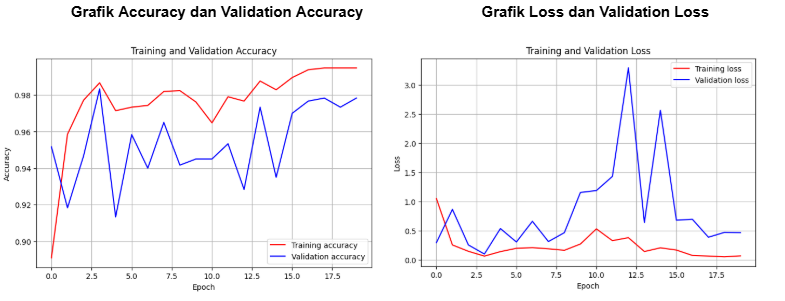 Grafik Accuracy dan Validation Accuracy
Grafik Loss dan Validation Loss
Training and Validation Accuracy
Accuracy
0.98
0.96
0.94
0.92
0.90
Training accuracy
Validation accuracy
0.0 2.5 5.0 7.5 10.0 12.5 15.0 17.5
Epoch
Training and Validation Loss
Training loss
Validation loss
Loss
3.0
2.5
2.0
1.5
1.0
0.5
0.0
0.0 2.5 5.0 7.5 10.0 12.5 15.0 17.5
Epoch